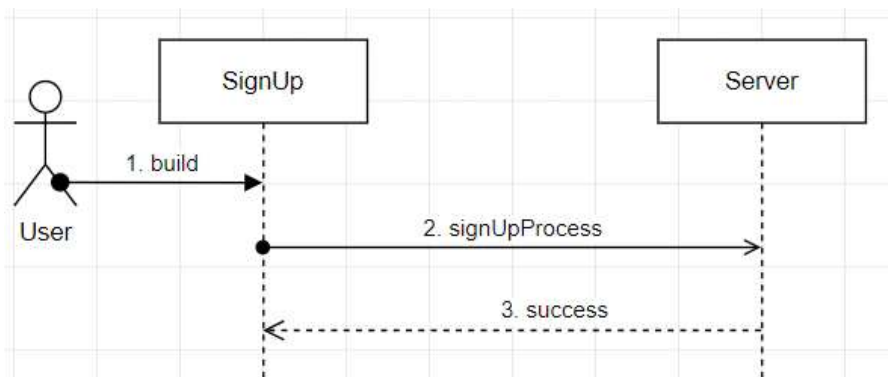 SignUp
Server
1. build
User
2. signUpProcess
3. success